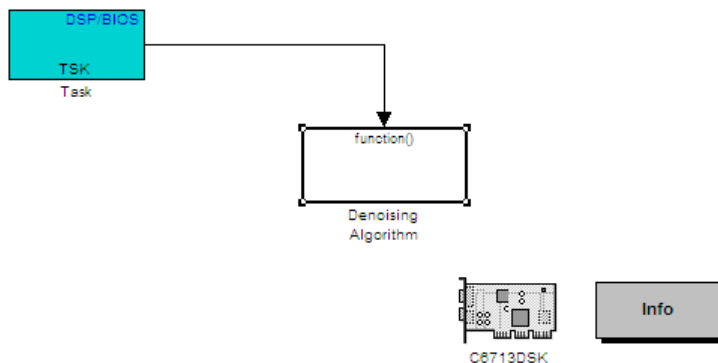 DSP/BIOS
TSK
Task
function()
Denoising
Algorithm
Info
C6713DSK